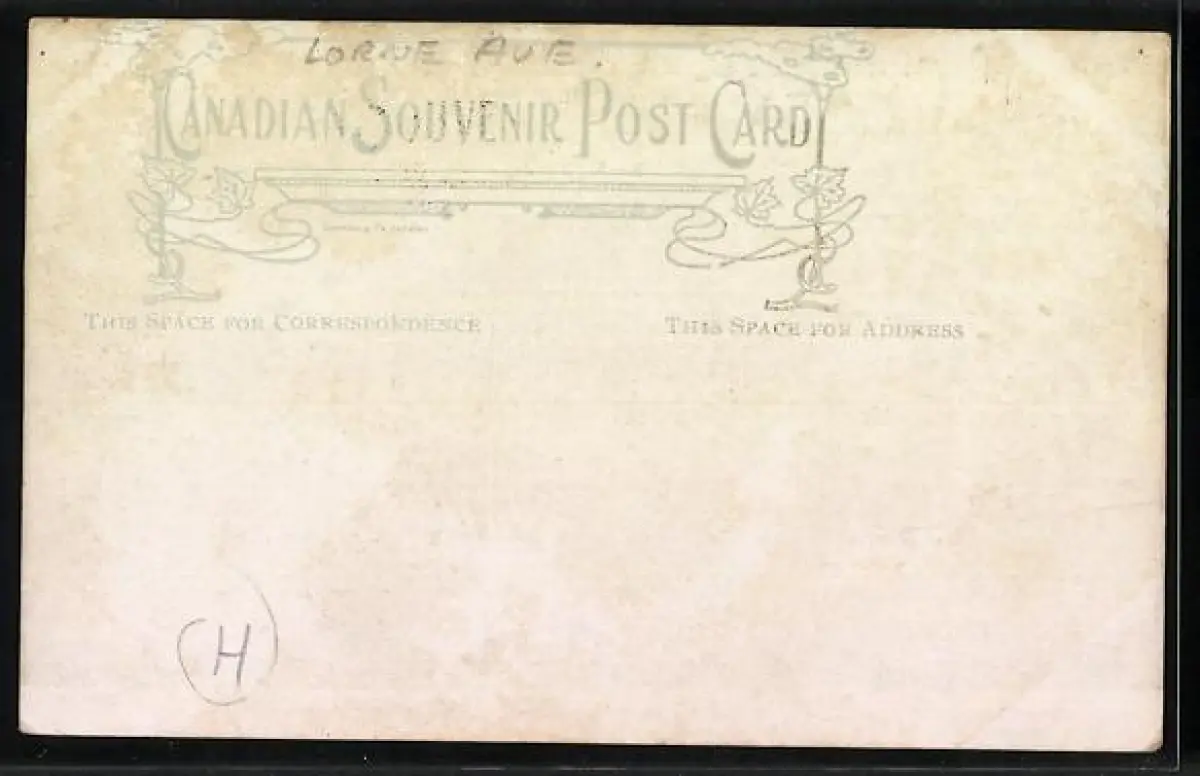 LORNE AVE.
CANADIAN SOUVENIR POST CARD
THIS SPACE FOR CORRESPONDENCE
THIS SPACE FOR ADDRESS
H